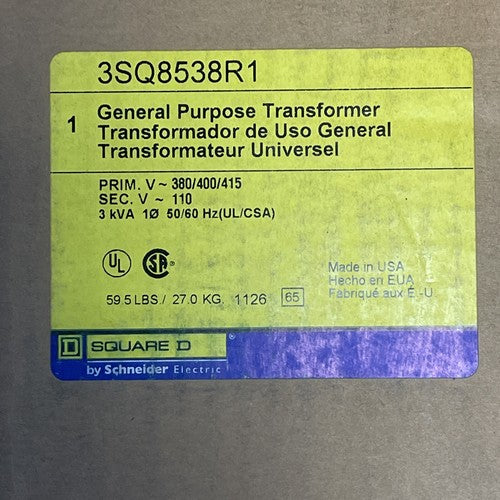 3SQ8538R1
1
General Purpose Transformer
Transformador de Uso General
Transformateur Universel
PRIM. V ~ 380/400/415
SEC. V ~ 110
3 kVA 1Ø 50/60 Hz(UL/CSA)
UL
SA
Made in USA
Hecho en EUA
Fabriqué aux É -U
59.5 LBS / 27.0 KG. 1126 65
D SQUARE D ®
by Schneider Electric